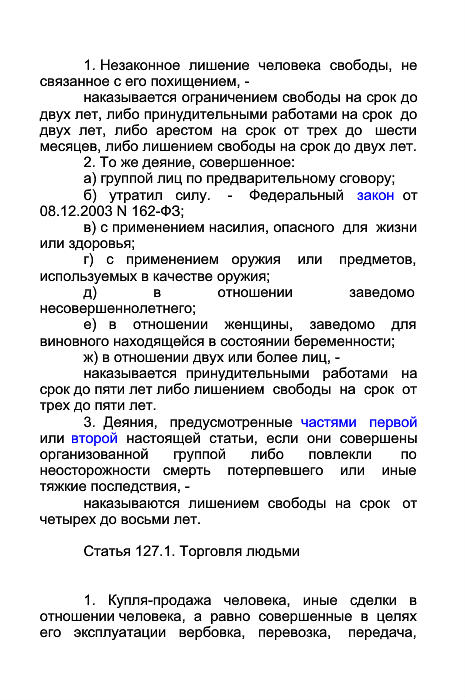 1. Незаконное лишение человека свободы, не
связанное с его похищением, -
наказывается ограничением свободы на срок до
двух лет, либо принудительными работами на срок до
двух лет, либо арестом на срок от трех до шести
месяцев, либо лишением свободы на срок до двух лет.
2. То же деяние, совершенное:
а) группой лиц по предварительному сговору;
б) утратил силу. - Федеральный закон от
08.12.2003 N 162-ФЗ;
в) с применением насилия, опасного для жизни
или здоровья;
г) с применением оружия или предметов,
используемых в качестве оружия;
д) в отношении заведомо
несовершеннолетнего;
е) в отношении женщины, заведомо для
виновного находящейся в состоянии беременности;
ж) в отношении двух или более лиц, -
наказывается принудительными работами на
срок до пяти лет либо лишением свободы на срок от
трех до пяти лет.
3. Деяния, предусмотренные частями первой
или второй настоящей статьи, если они совершены
организованной группой либо повлекли по
неосторожности смерть потерпевшего или иные
тяжкие последствия, -
наказываются лишением свободы на срок от
четырех до восьми лет.
Статья 127.1. Торговля людьми
1. Купля-продажа человека, иные сделки в
отношении человека, а равно совершенные в целях
его эксплуатации вербовка, перевозка, передача,